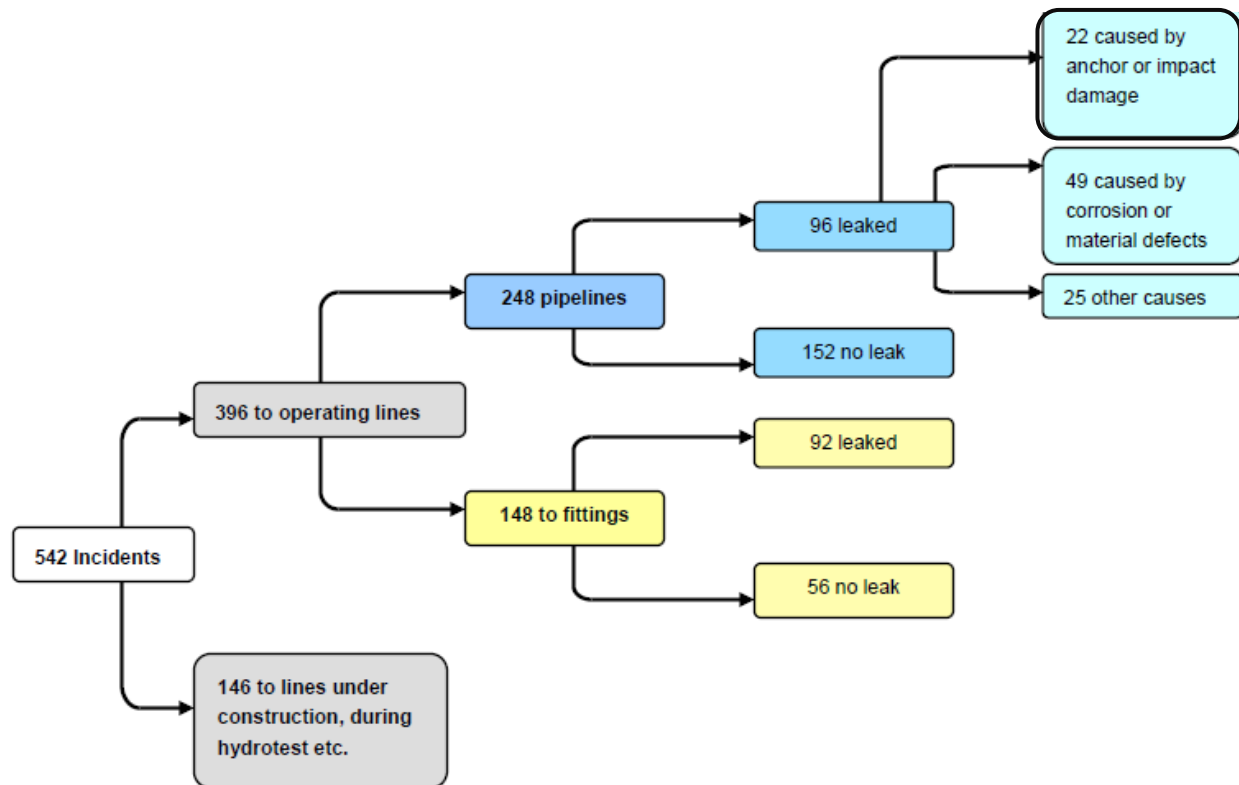 22 caused by
anchor or impact
damage
49 caused by
corrosion or
material defects
96 leaked
25 other causes
248 pipelines
152 no leak
396 to operating lines
92 leaked
148 to fittings
542 Incidents
56 no leak
146 to lines under
construction, during
hydrotest etc.